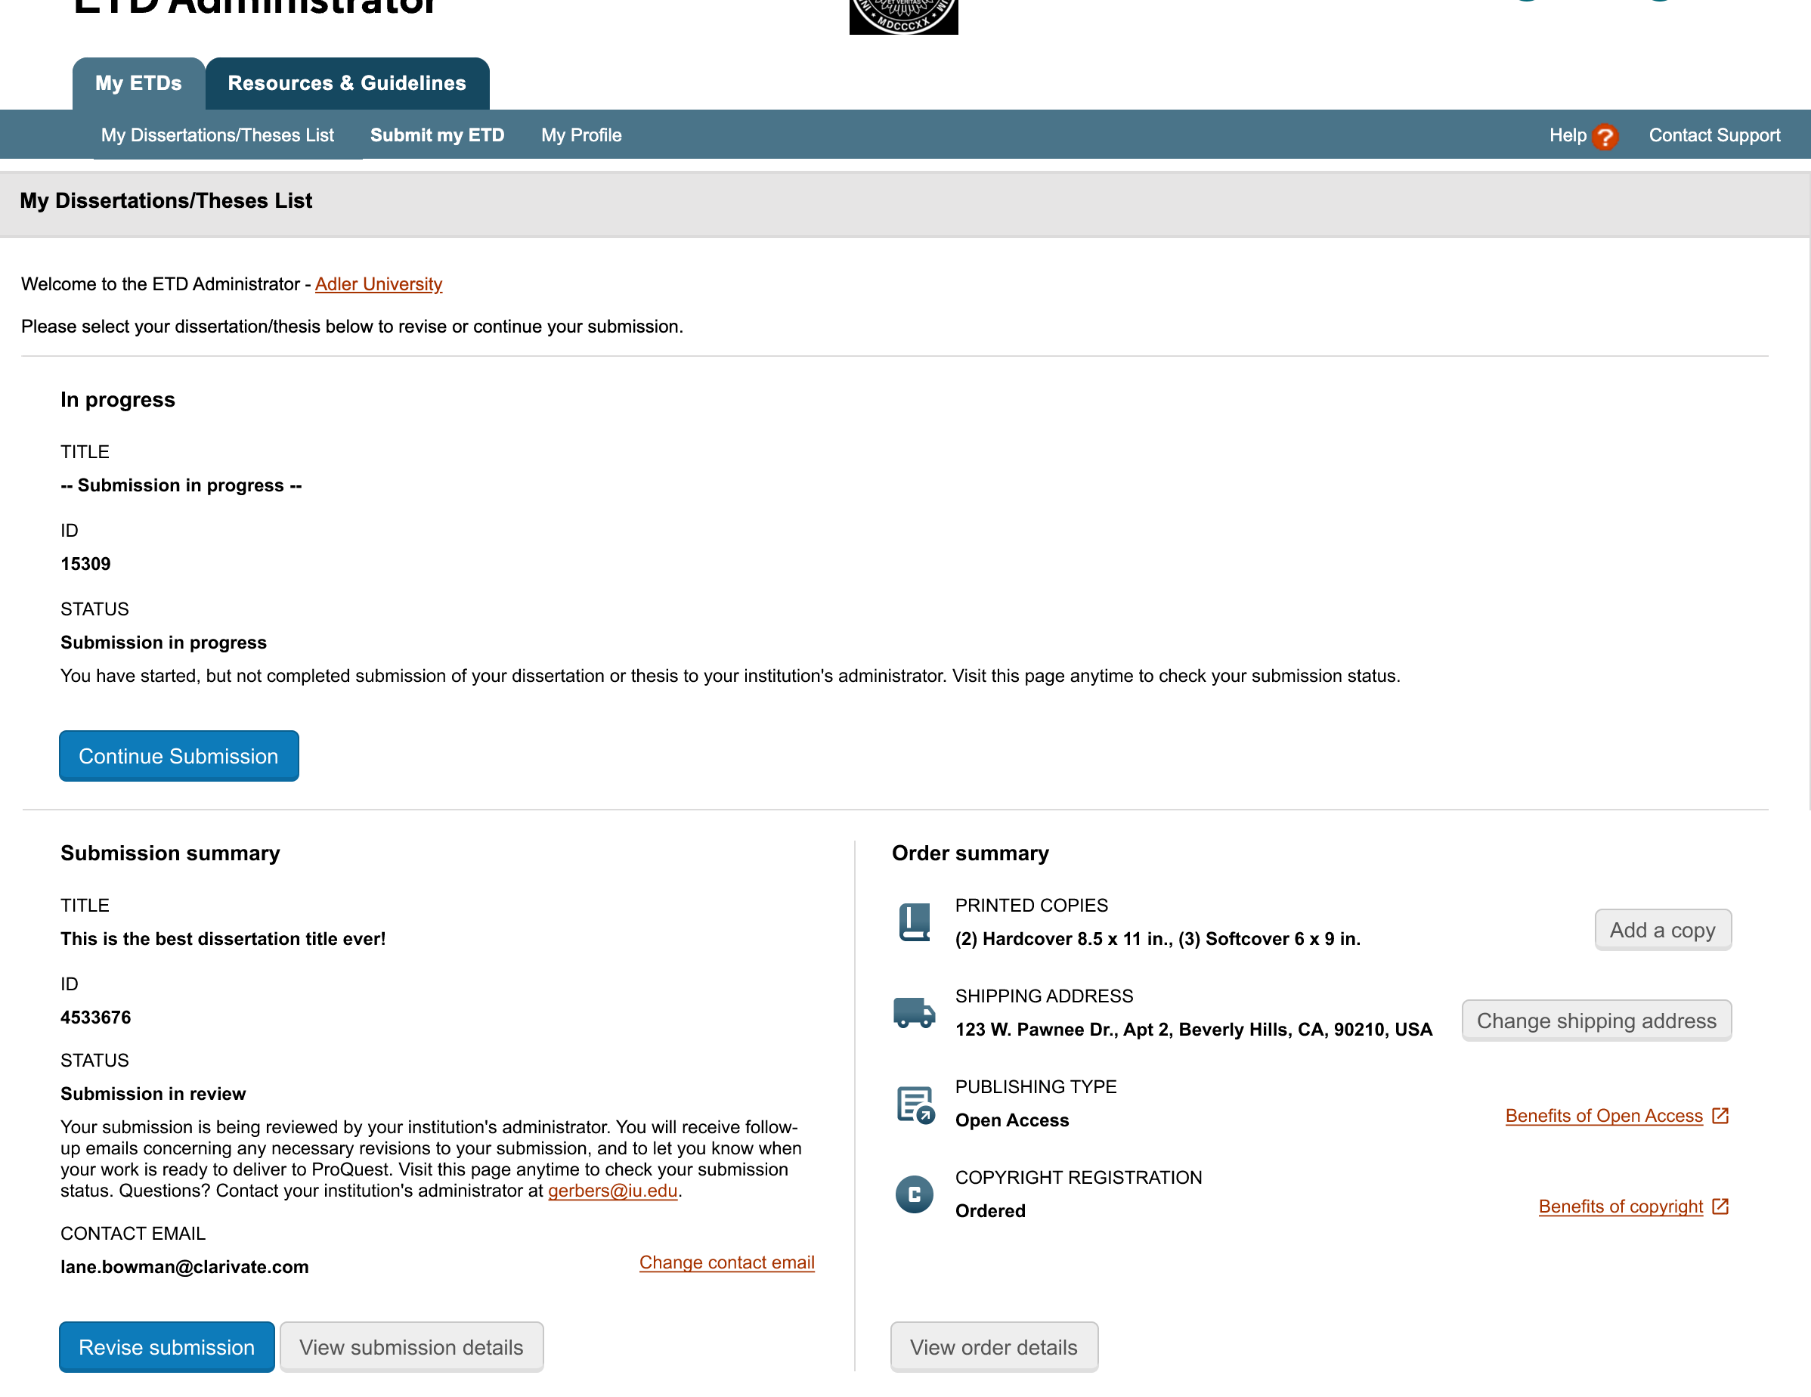 ETD Administrator
MDCCCXX
My ETDs
Resources & Guidelines
My Dissertations/Theses List
Submit my ETD
My Profile
Help ?
Contact Support
My Dissertations/Theses List
Welcome to the ETD Administrator - Adler University
Please select your dissertation/thesis below to revise or continue your submission.
In progress
TITLE
-- Submission in progress --
ID
15309
STATUS
Submission in progress
You have started, but not completed submission of your dissertation or thesis to your institution's administrator. Visit this page anytime to check your submission status.
Continue Submission
Submission summary
TITLE
This is the best dissertation title ever!
ID
4533676
STATUS
Submission in review
Your submission is being reviewed by your institution's administrator. You will receive follow-
up emails concerning any necessary revisions to your submission, and to let you know when
your work is ready to deliver to ProQuest. Visit this page anytime to check your submission
status. Questions? Contact your institution's administrator at gerbers@iu.edu.
CONTACT EMAIL
lane.bowman@clarivate.com
Change contact email
Revise submission
View submission details
Order summary
PRINTED COPIES
(2) Hardcover 8.5 x 11 in., (3) Softcover 6 x 9 in.
Add a copy
SHIPPING ADDRESS
123 W. Pawnee Dr., Apt 2, Beverly Hills, CA, 90210, USA
Change shipping address
PUBLISHING TYPE
Open Access
Benefits of Open Access
C
COPYRIGHT REGISTRATION
Ordered
Benefits of copyright
View order details